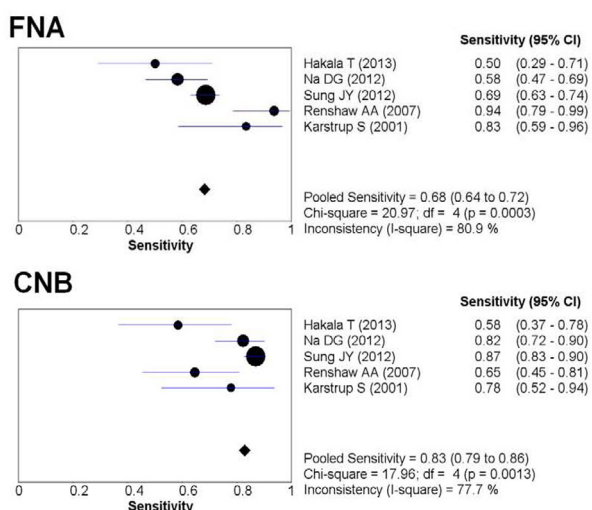 FNA
Sensitivity (95% CI)
Hakala T (2013) 0.50 (0.29 - 0.71)
Na DG (2012) 0.58 (0.47 - 0.69)
Sung JY (2012) 0.69 (0.63 - 0.74)
Renshaw AA (2007) 0.94 (0.79 - 0.99)
Karstrup S (2001) 0.83 (0.59 - 0.96)
Pooled Sensitivity = 0.68 (0.64 to 0.72)
Chi-square = 20.97; df = 4 (p = 0.0003)
Inconsistency (I-square) = 80.9 %
0 0.2 0.4 0.6 0.8 1
Sensitivity
CNB
Sensitivity (95% CI)
Hakala T (2013) 0.58 (0.37 - 0.78)
Na DG (2012) 0.82 (0.72 - 0.90)
Sung JY (2012) 0.87 (0.83 - 0.90)
Renshaw AA (2007) 0.65 (0.45 - 0.81)
Karstrup S (2001) 0.78 (0.52 - 0.94)
Pooled Sensitivity = 0.83 (0.79 to 0.86)
Chi-square = 17.96; df = 4 (p = 0.0013)
Inconsistency (I-square) = 77.7 %
0 0.2 0.4 0.6 0.8 1
Sensitivity